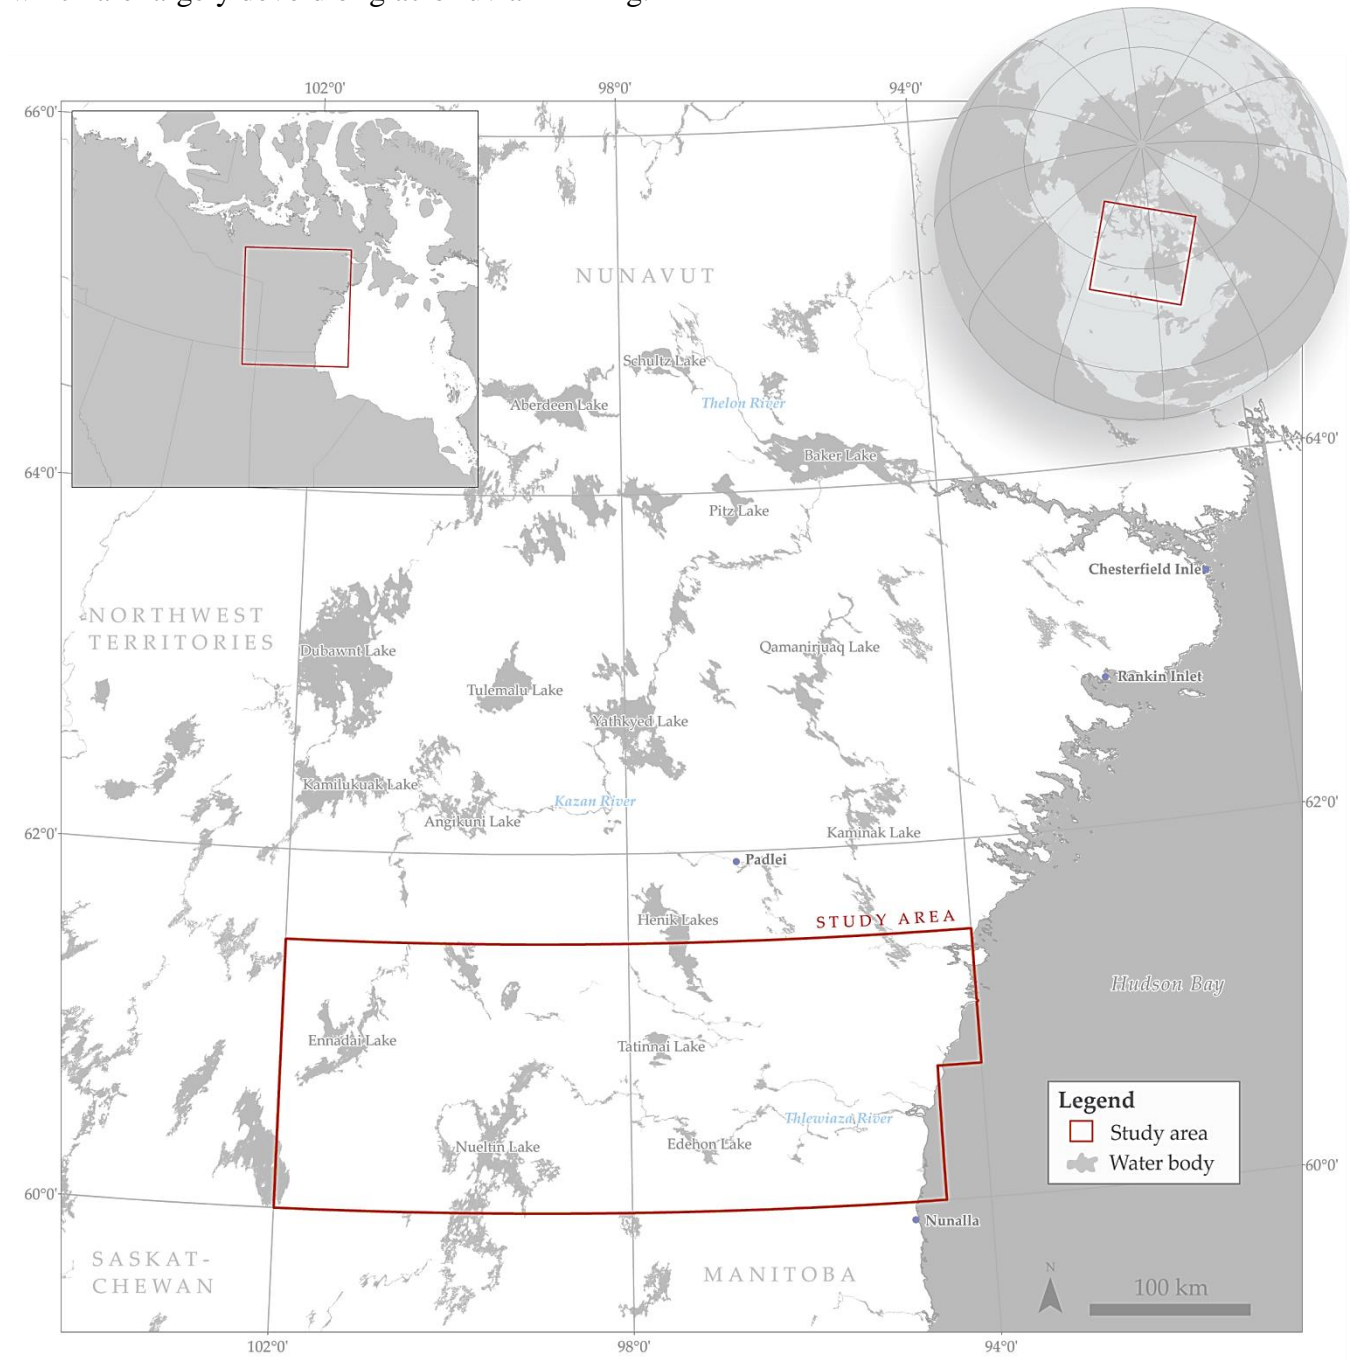 102°0'
98°0'
94°0'
66°0'
NUNAVUT
Schultz Lake
Aberdeen Lake
Thelon River
64°0'
Baker Lake
64°0'
Pitz Lake
Chesterfield Inle
NORTHWEST
TERRITORIES
Dubawnt Lake
Qamanirjuaq Lake
Rankin Inlet
Tulemalu Lake
Yathkyed Lake
Kamilukuak Lake
Kazan River
62°0'
Angikuni Lake
Kaminak Lake
62°0'
Padlei
Henik Lakes
STUDY AREA
Hudson Bay
Ennadai Lake
Tatinnai Lake
Legend
Study area
Water body
Thlewiaza River
Nueltin Lake
Edehon Lake
60°0'
60°0'
Nunalla
SASKAT-
CHEWAN
MANITOBA
N
100 km
102°0'
98°0'
94°0'